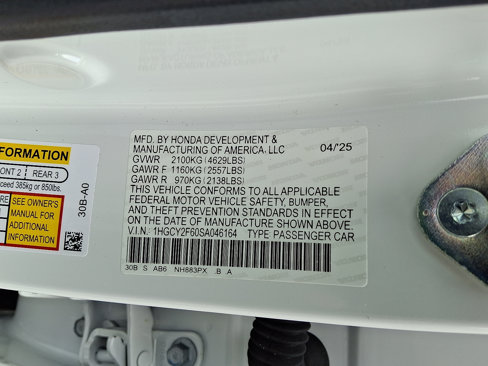 FORMATION
FRONT 2 REAR 3
exceed 385kg or 850lbs.
SEE OWNER'S
MANUAL FOR
ADDITIONAL
INFORMATION
30B-A0
MFD. BY HONDA DEVELOPMENT &
MANUFACTURING OF AMERICA, LLC 04/'25
GVWR 2100KG (4629LBS)
GAWR F 1160KG (2557LBS)
GAWR R 970KG (2138LBS)
THIS VEHICLE CONFORMS TO ALL APPLICABLE
FEDERAL MOTOR VEHICLE SAFETY, BUMPER,
AND THEFT PREVENTION STANDARDS IN EFFECT
ON THE DATE OF MANUFACTURE SHOWN ABOVE.
V.I.N.: 1HGCY2F60SA046164 TYPE PASSENGER CAR
30B S AB6 NH883PX .B A